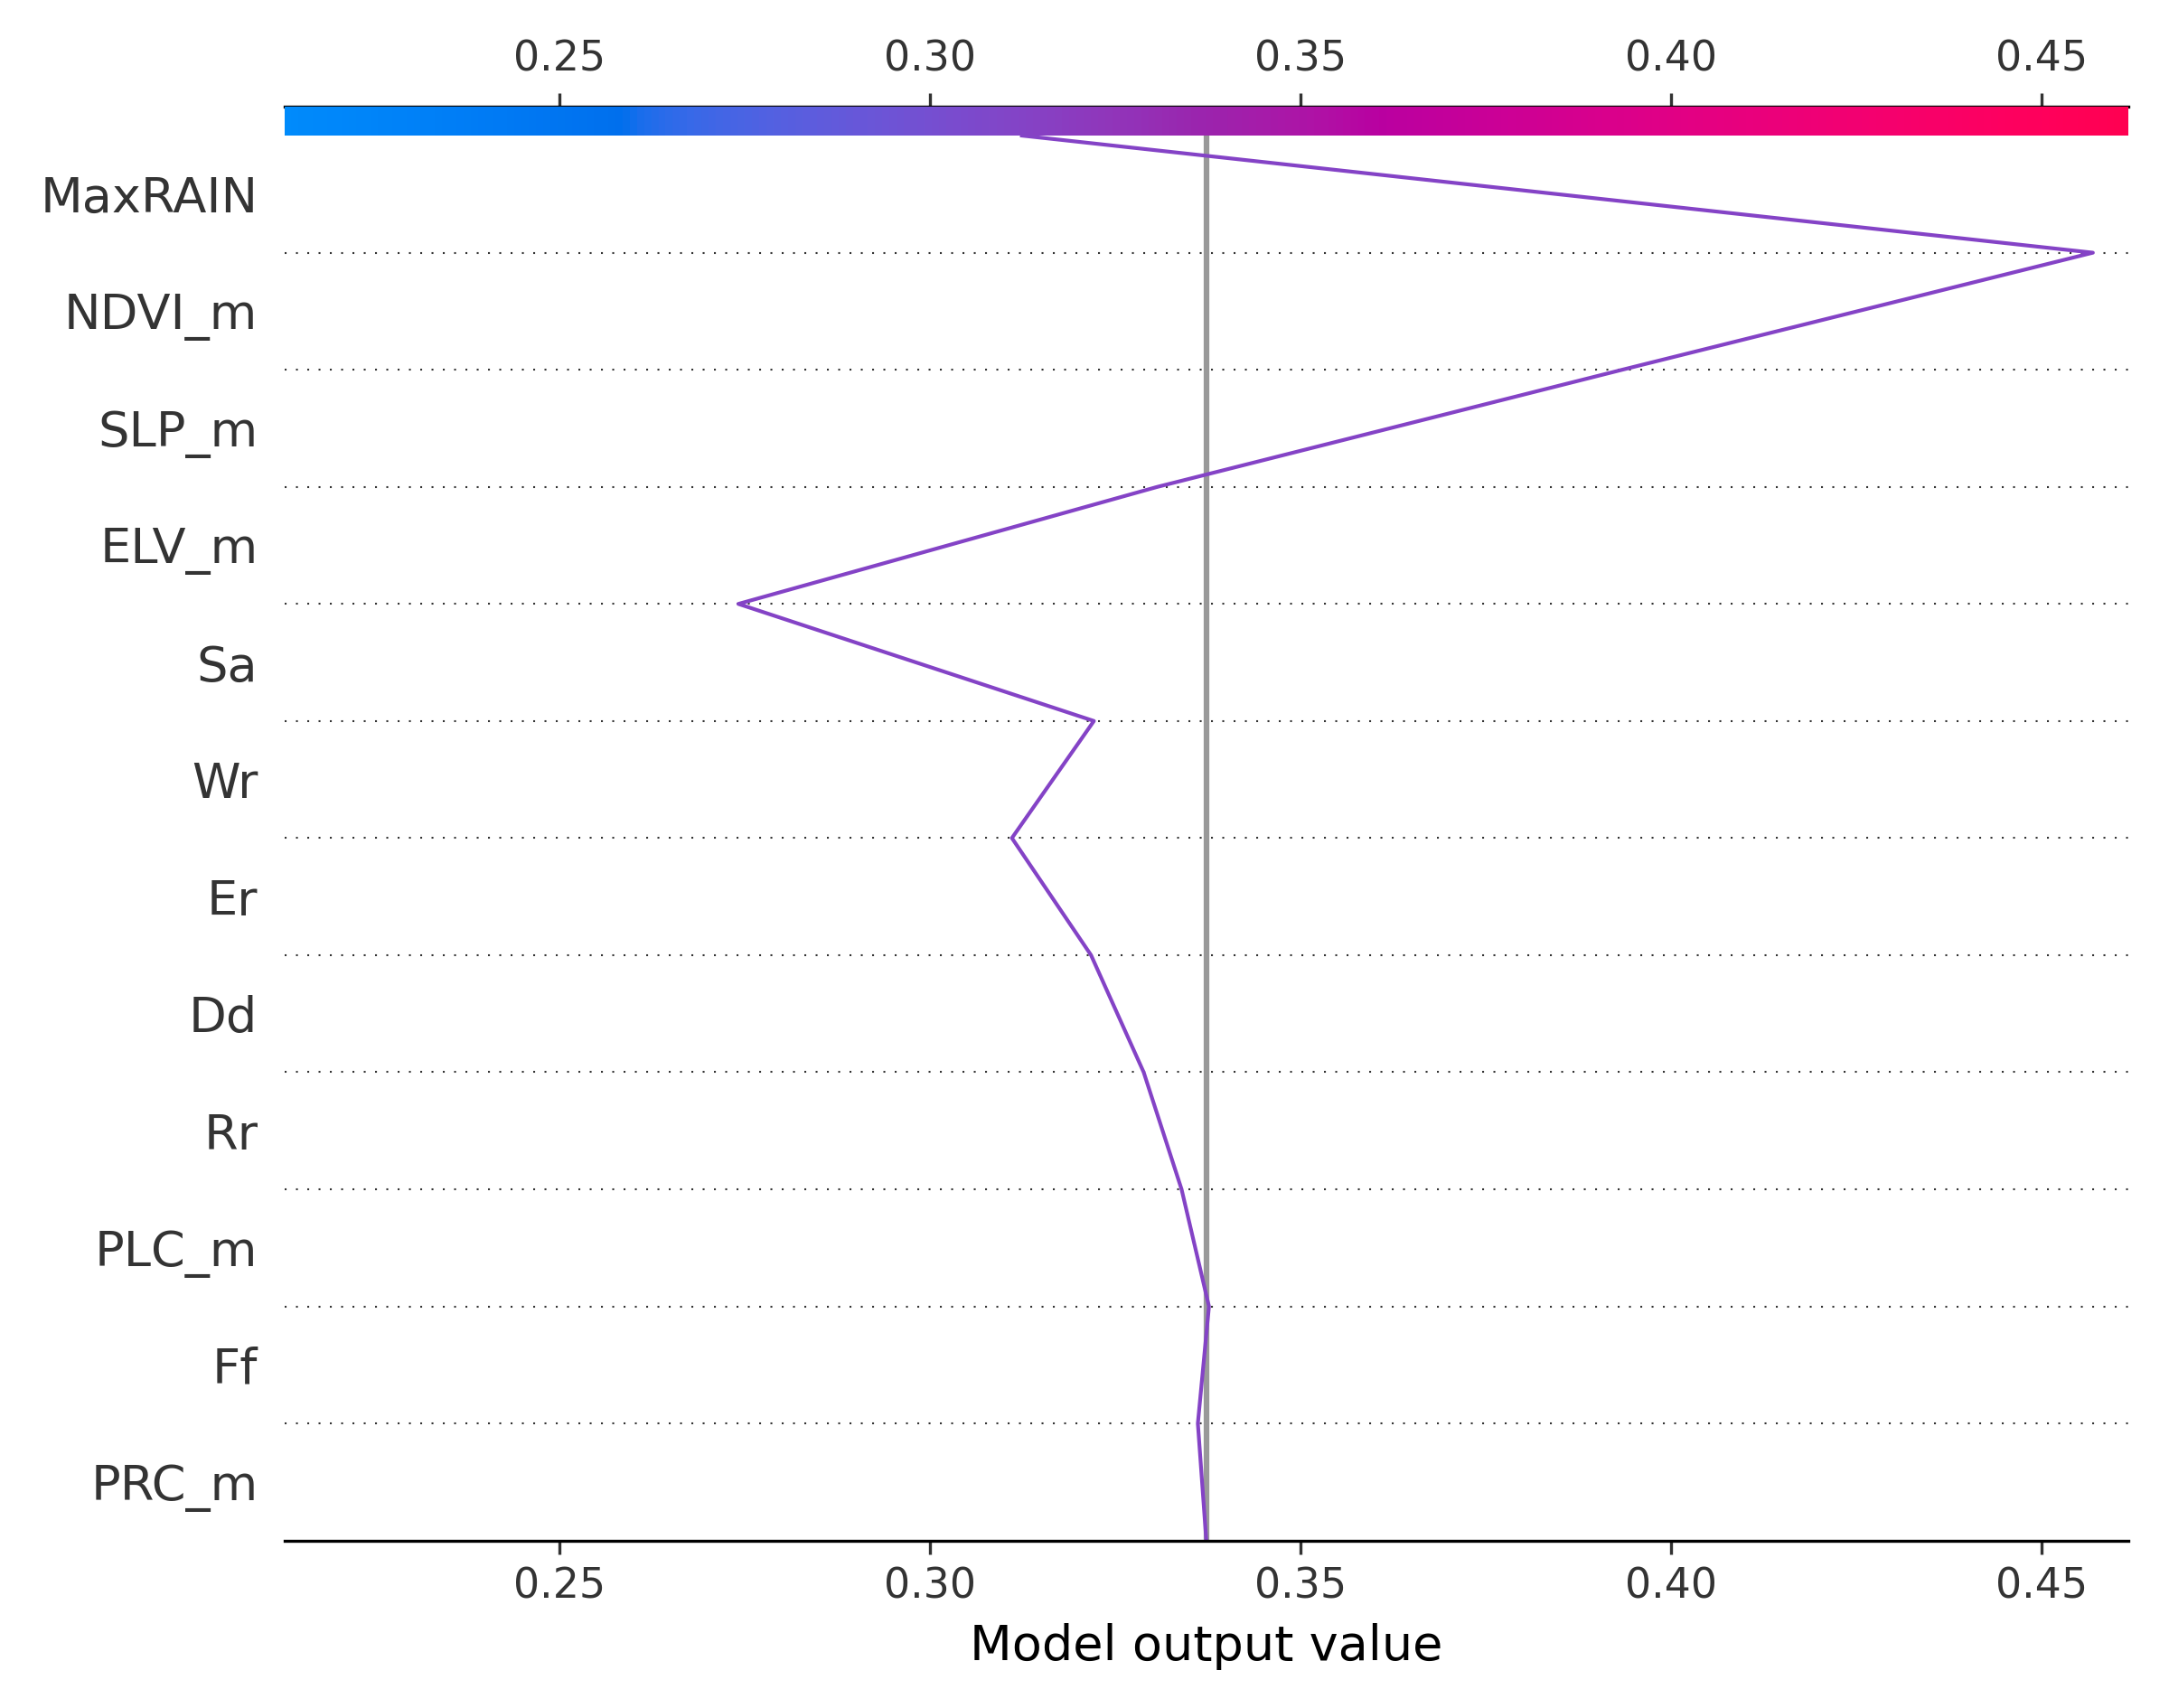 0.25 0.30 0.35 0.40 0.45
MaxRAIN
NDVI_m
SLP_m
ELV_m
Sa
Wr
Er
Dd
Rr
PLC_m
Ff
PRC_m
0.25 0.30 0.35 0.40 0.45
Model output value